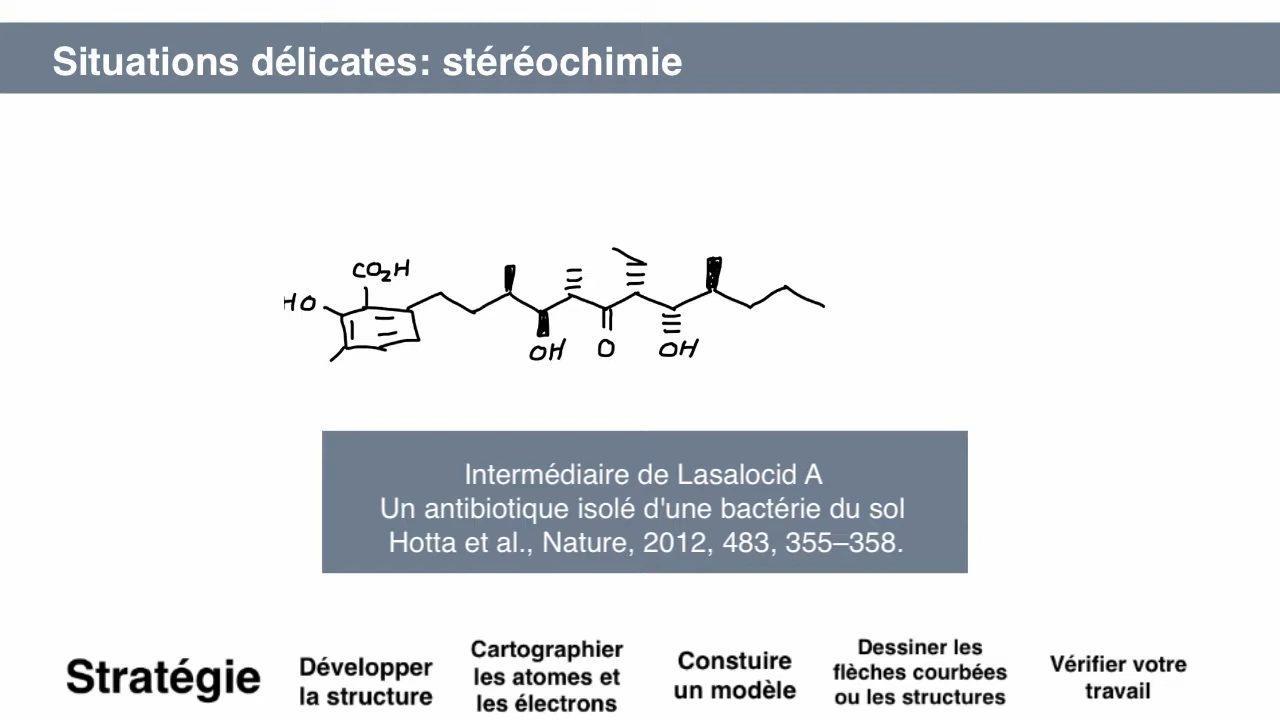 Situations délicates: stéréochimie
CO2H
HO
OH
O
OH
Intermédiaire de Lasalocid A
Un antibiotique isolé d'une bactérie du sol
Hotta et al., Nature, 2012, 483, 355–358.
Stratégie
Développer
la structure
Cartographier
les atomes et
les électrons
Constuire
un modèle
Dessiner les
flèches courbées
ou les structures
Vérifier votre
travail